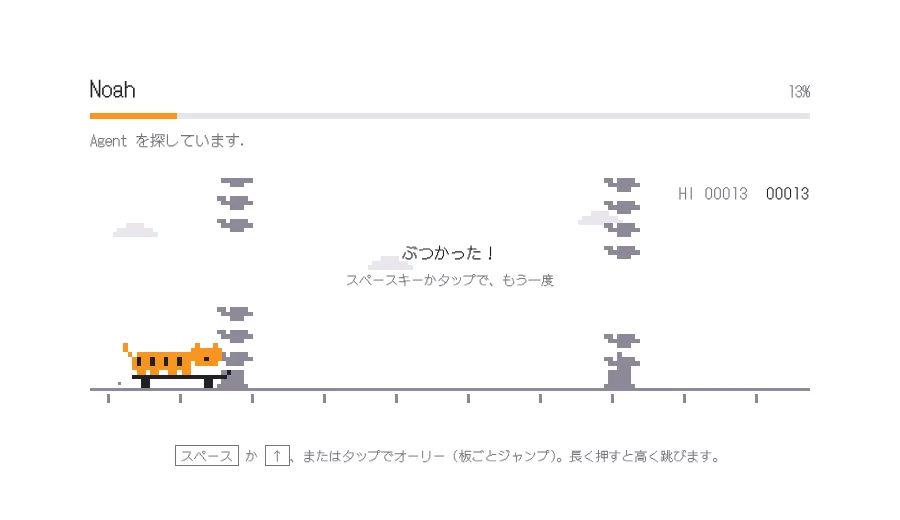 Noah
13%
Agent を探しています.
HI 00013 00013
ぶつかった！
スペースキーかタップで、もう一度
スペース か ↑、またはタップでオーリー（板ごとジャンプ）。長く押すと高く跳びます。